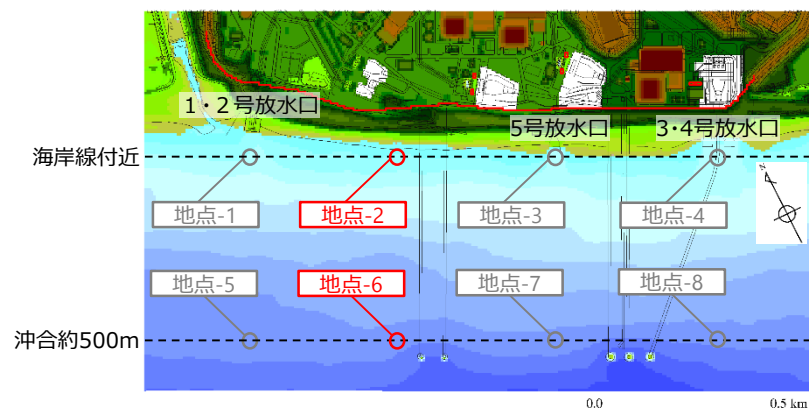 1・2号放水口
5号放水口
3・4号放水口
海岸線付近
地点-1
地点-2
地点-3
地点-4
地点-5
地点-6
地点-7
地点-8
沖合約500m
0.0
0.5 km